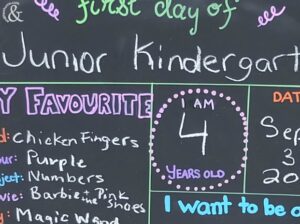 &
first day of
Junior Kindergart
Y FAVOURITE
d: Chicken Fingers
our: Purple
ject: Numbers
vie: Barbie + the Pink Shoes
y: Magic Wand
I AM
4
YEARS OLD
DAT
Sep
3
20
I want to be a